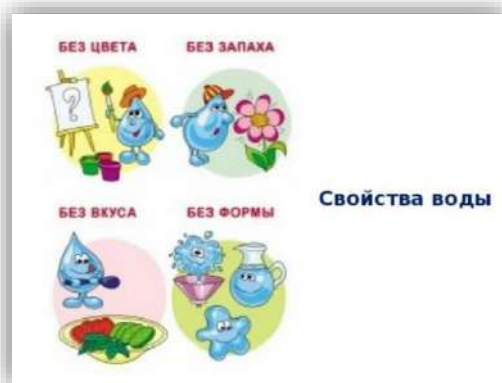 БЕЗ ЦВЕТА
БЕЗ ЗАПАХА
?
БЕЗ ВКУСА
БЕЗ ФОРМЫ
Свойства воды